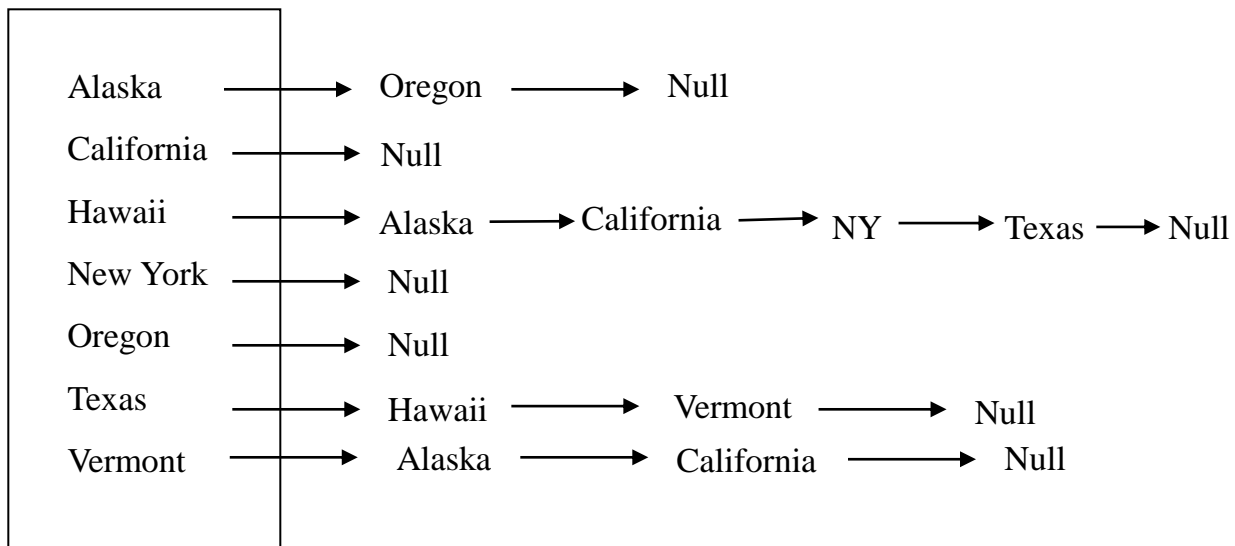 Alaska Oregon Null
California Null
Hawaii Alaska California NY Texas Null
New York Null
Oregon Null
Texas Hawaii Vermont Null
Vermont Alaska California Null